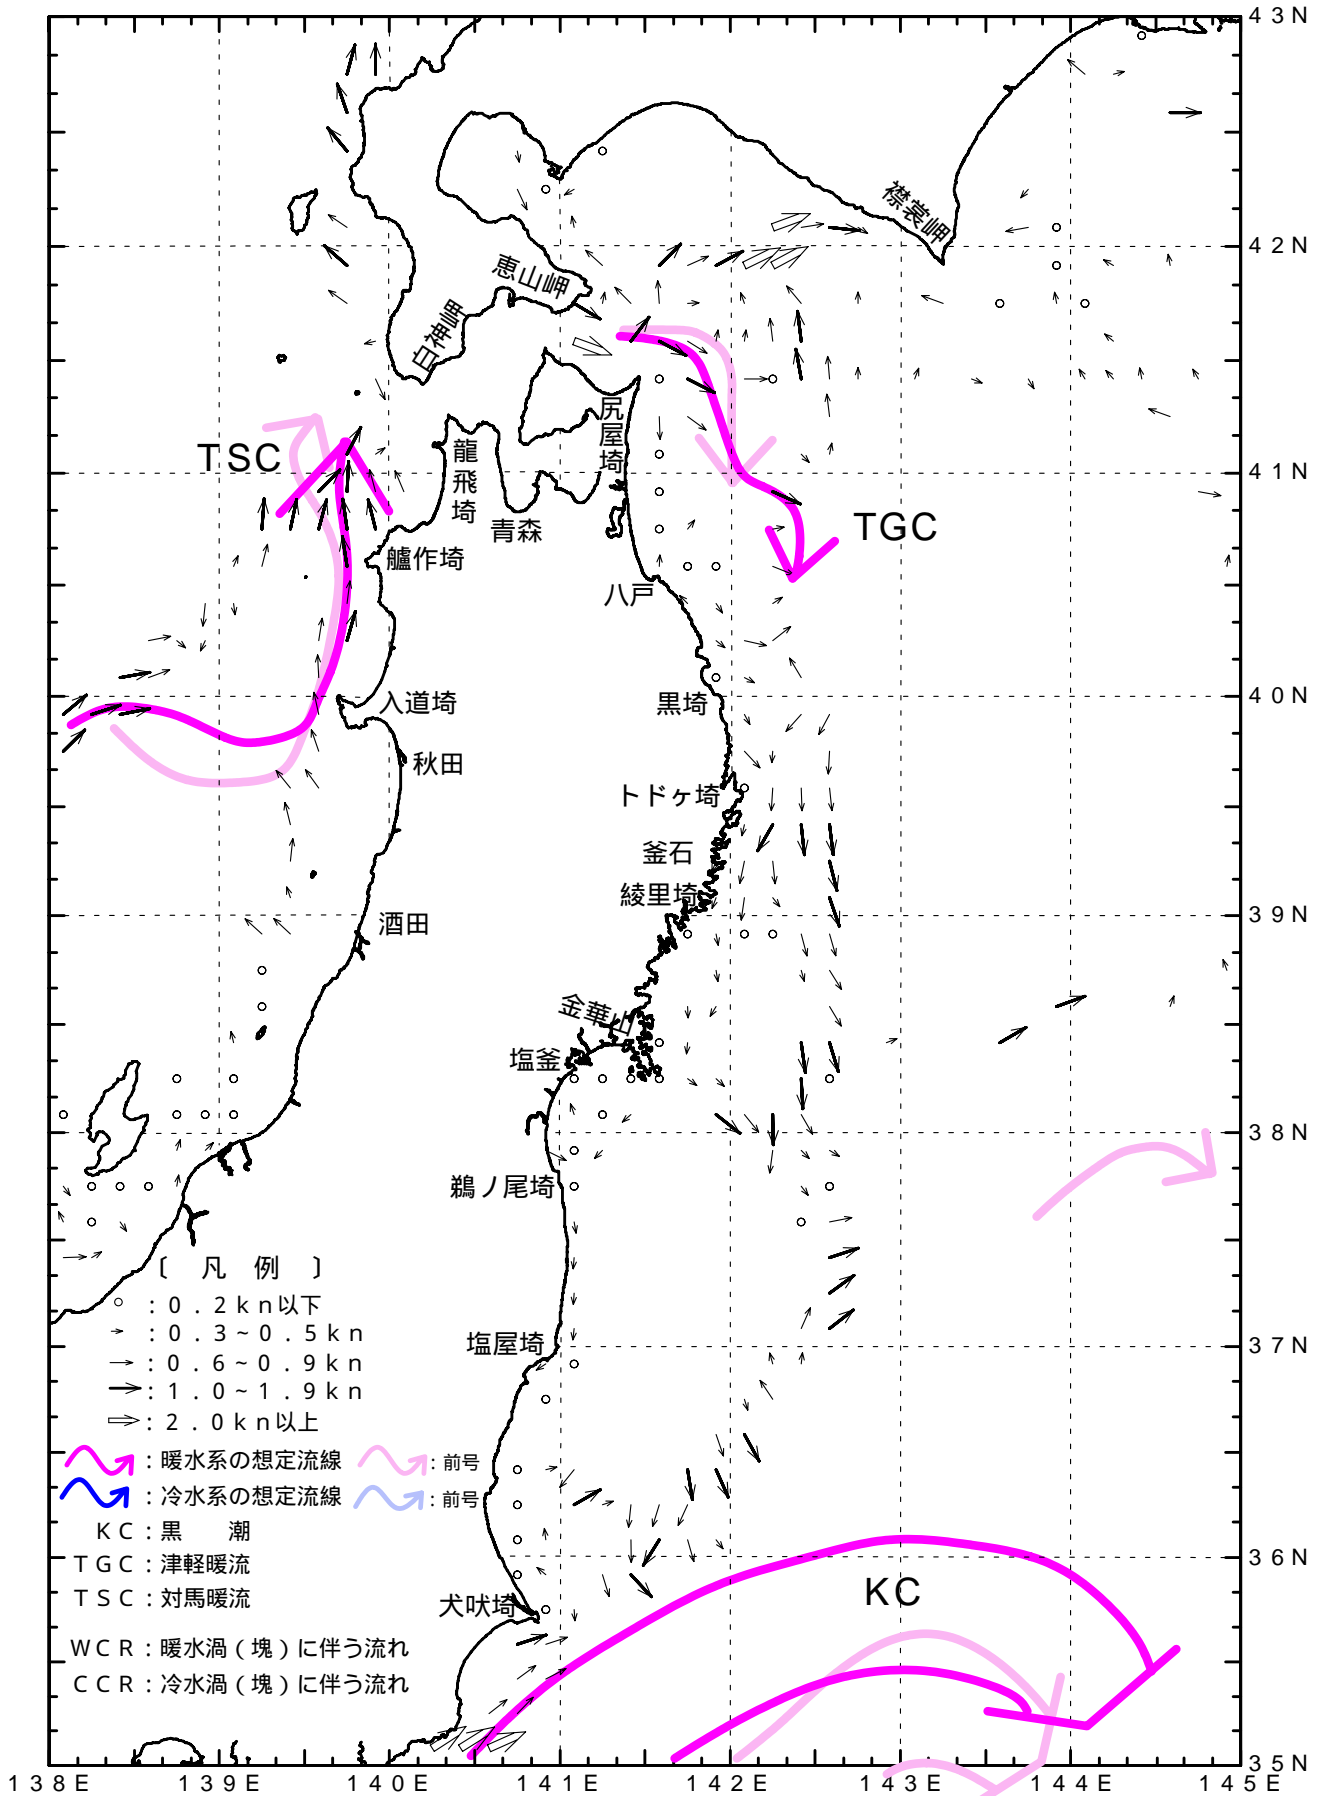 43N
襟裳岬
42N
恵山岬
白神岬
尻屋埼
TSC
龍飛埼
41N
青森
TGC
艫作埼
八戸
入道埼
黒埼
40N
秋田
トドヶ埼
釜石
綾里埼
39N
酒田
金華山
塩釜
38N
鵜ノ尾埼
〔 凡 例 〕
○:0.2kn以下
:0.3~0.5kn
塩屋埼
37N
:0.6~0.9kn
:1.0~1.9kn
:2.0kn以上
:暖水系の想定流線 :前号
:冷水系の想定流線 :前号
KC:黒 潮
TGC:津軽暖流
36N
TSC:対馬暖流
KC
犬吠埼
WCR:暖水渦(塊)に伴う流れ
CCR:冷水渦(塊)に伴う流れ
35N
138E 139E 140E 141E 142E 143E 144E 145E